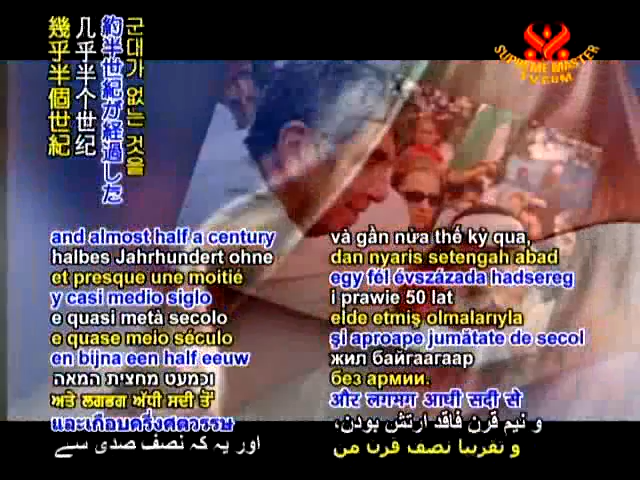 군대가 없는 것을
約半世紀が経過した
几乎半个世纪
幾乎半個世紀
SUPREME MASTER
TV.COM
and almost half a century
halbes Jahrhundert ohne
et presque une moitié
y casi medio siglo
e quasi metà secolo
e quase meio século
en bijna een half eeuw
וכמעט מחצית המאה
ਅਤੇ ਲਗਭਗ ਅੱਧੀ ਸਦੀ ਤੋਂ
และเกือบครึ่งศตวรรษ
اور یہ کہ نصف صدی سے
và gần nửa thế kỷ qua,
dan nyaris setengah abad
egy fél évszázada hadsereg
i prawie 50 lat
elde etmiş olmalarıyla
şi aproape jumătate de secol
жил байгаагаар
без армии.
और लगभग आधी सदी से
و نیم قرن فاقد ارتش بودن,
و تقريبا نصف قرن من